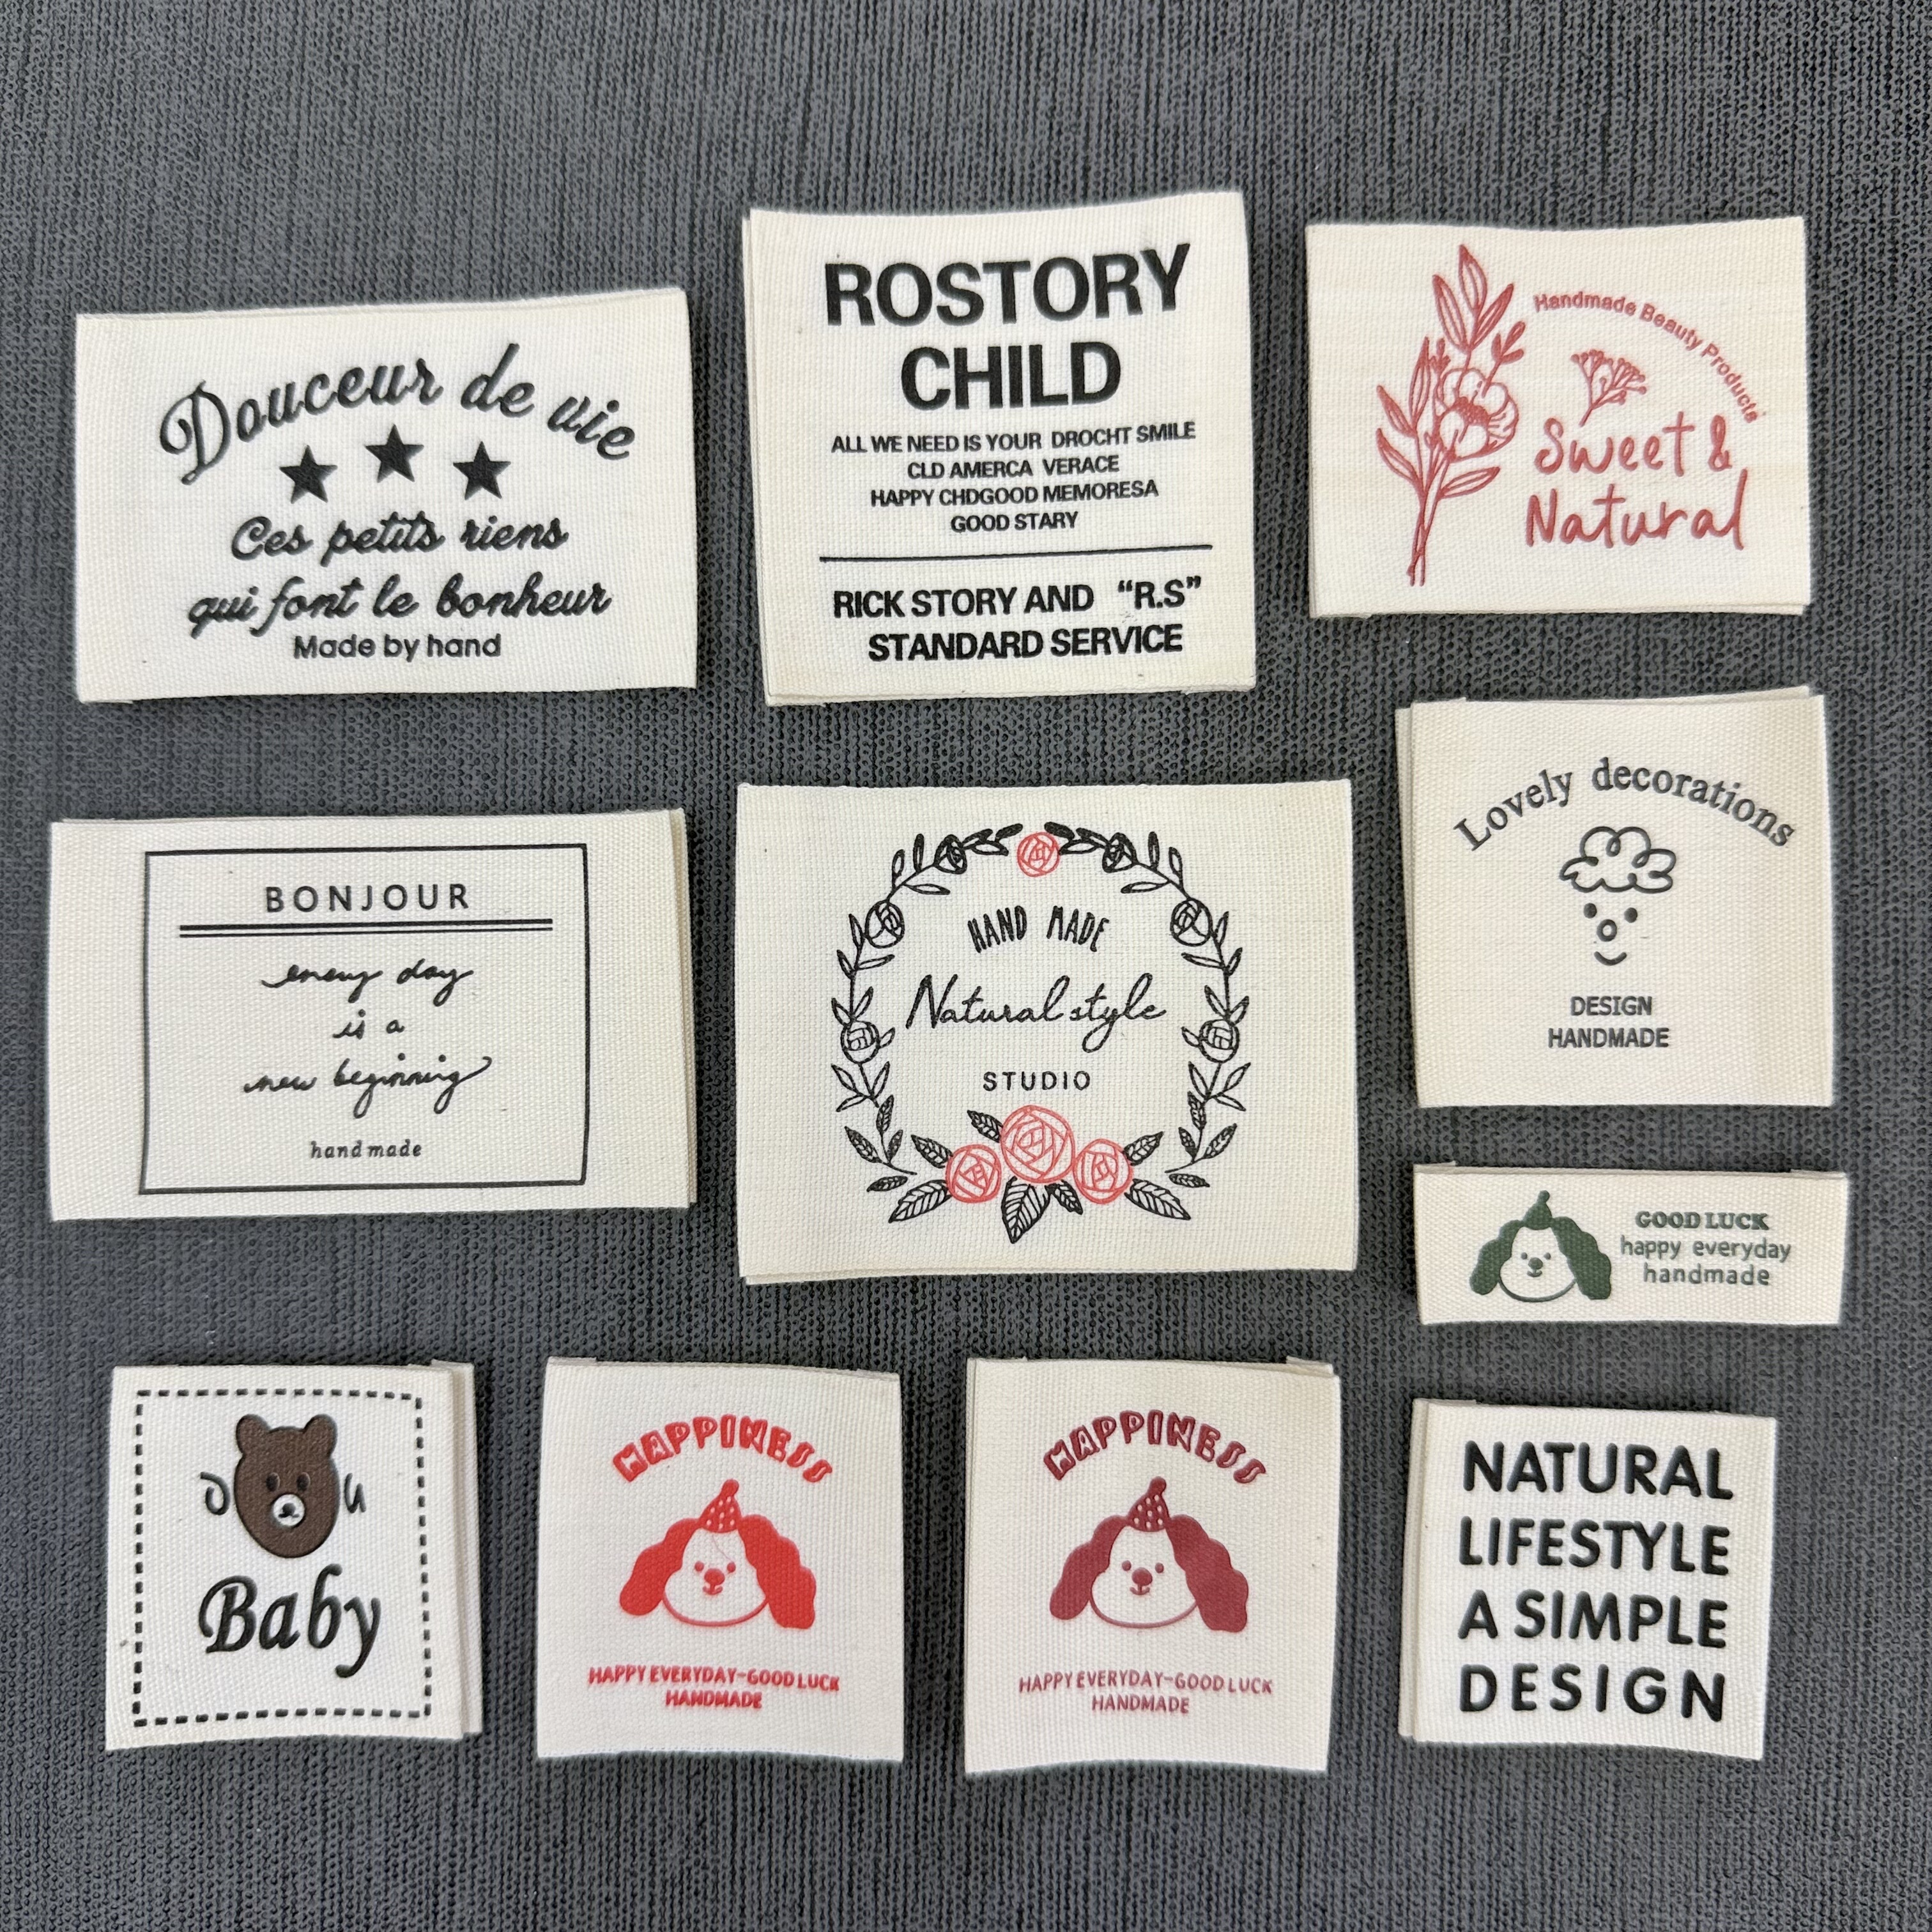 Douceur de vie
Ces petits riens
qui font le bonheur
Made by hand
ROSTORY
CHILD
ALL WE NEED IS YOUR DROCHT SMILE
CLD AMERCA VERACE
HAPPY CHDGOOD MEMORESA
GOOD STARY
RICK STORY AND “R.S”
STANDARD SERVICE
Handmade Beauty Products
Sweet &
Natural
BONJOUR
every day
is a
new beginning
handmade
HAND MADE
Natural style
STUDIO
Lovely decorations
DESIGN
HANDMADE
GOOD LUCK
happy everyday
handmade
Baby
HAPPINESS
HAPPY EVERYDAY-GOOD LUCK
HANDMADE
HAPPINESS
HAPPY EVERYDAY-GOOD LUCK
HANDMADE
NATURAL
LIFESTYLE
A SIMPLE
DESIGN